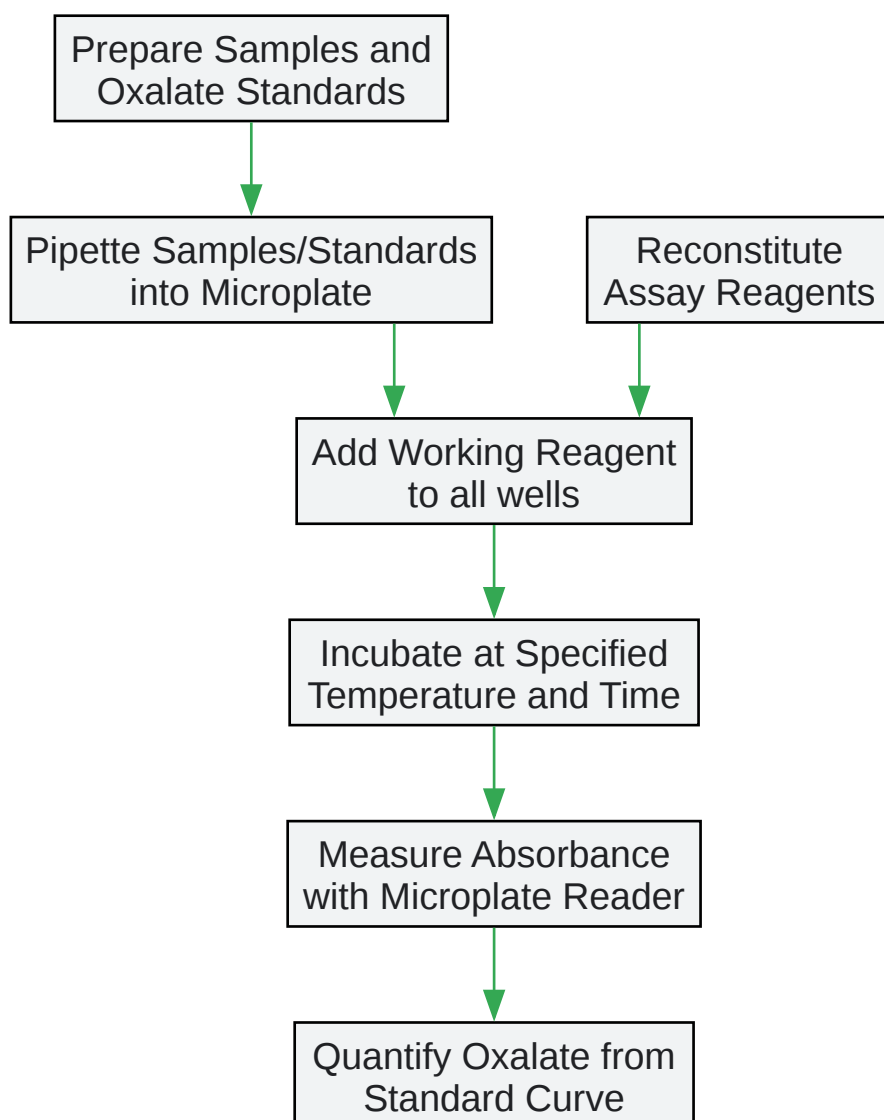 Prepare Samples and
Oxalate Standards
Pipette Samples/Standards
into Microplate
Reconstitute
Assay Reagents
Add Working Reagent
to all wells
Incubate at Specified
Temperature and Time
Measure Absorbance
with Microplate Reader
Quantify Oxalate from
Standard Curve